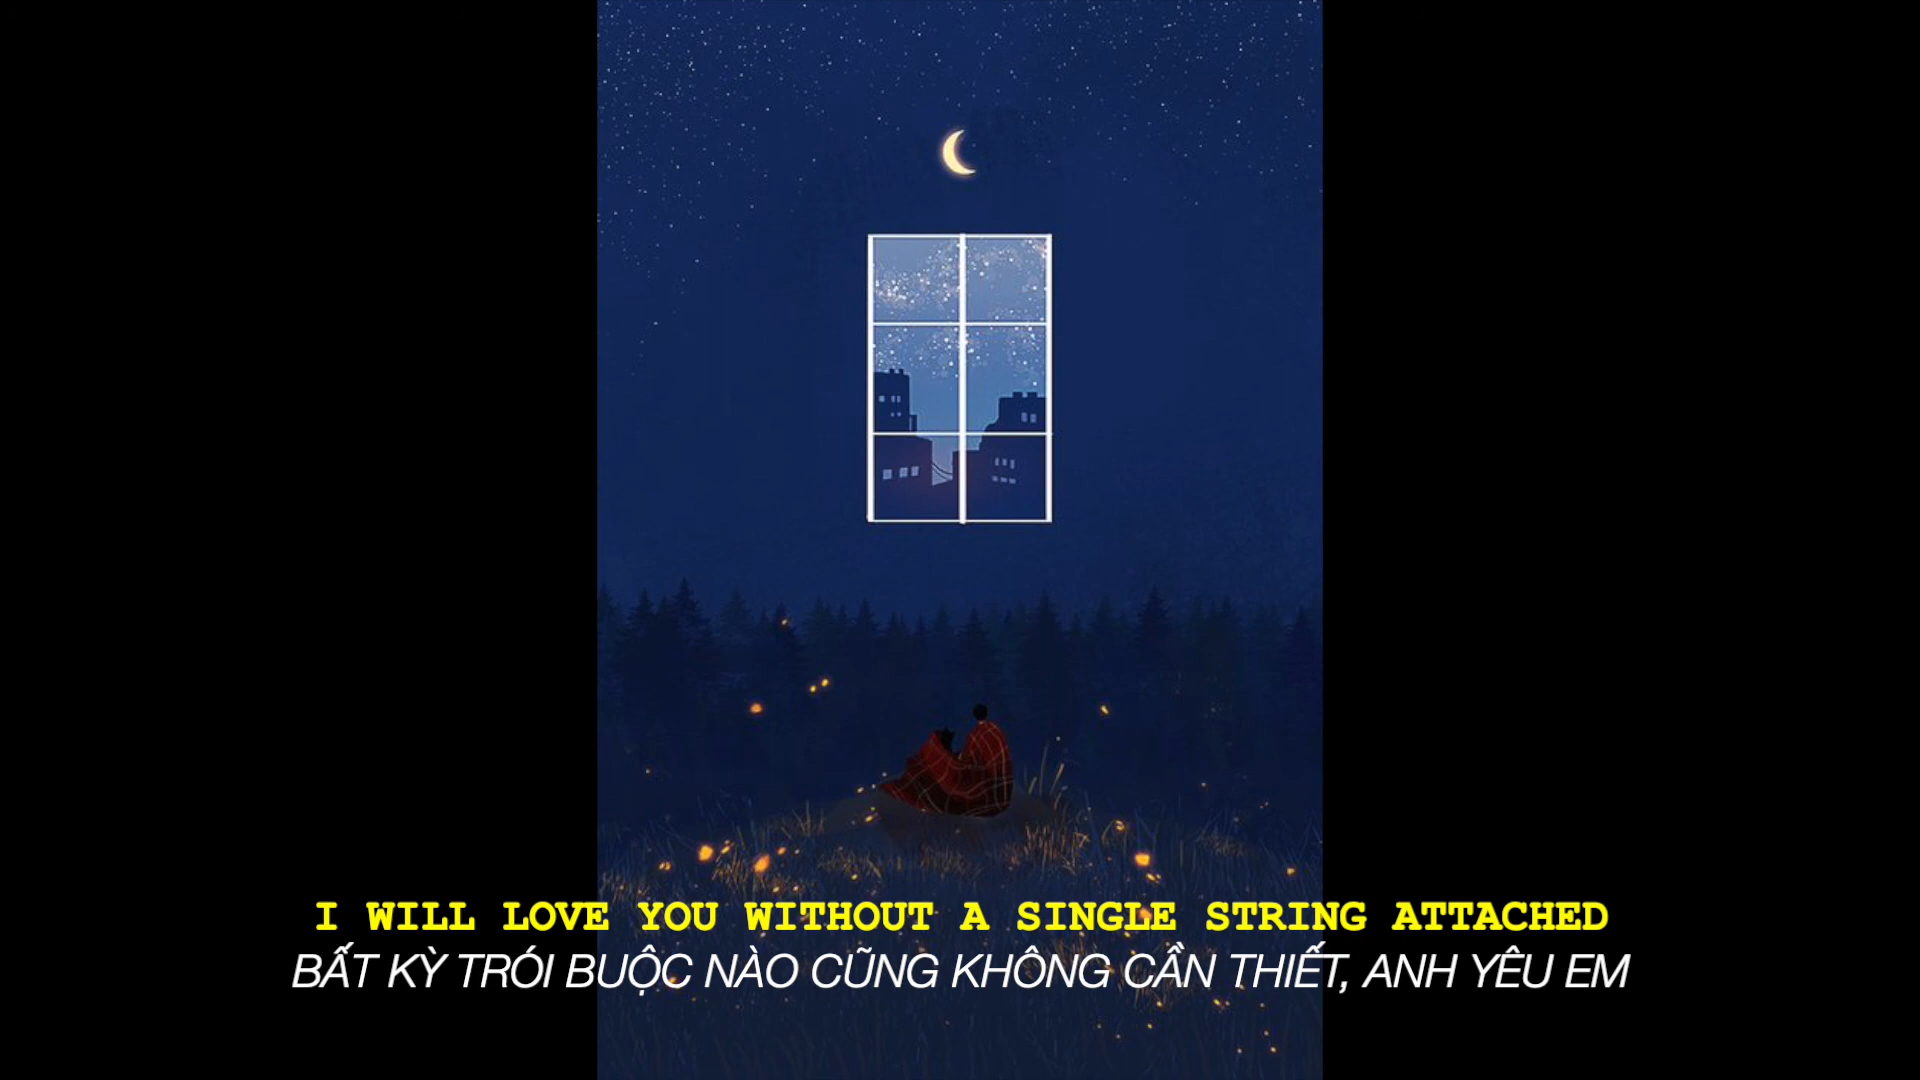 I WILL LOVE YOU WITHOUT A SINGLE STRING ATTACHED
BẤT KỲ TRÓI BUỘC NÀO CŨNG KHÔNG CẦN THIẾT, ANH YÊU EM